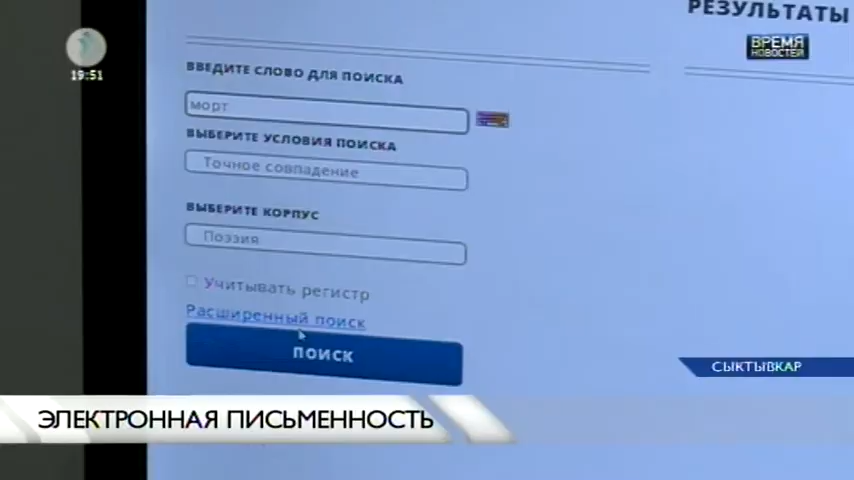 РЕЗУЛЬТАТЫ
ВРЕМЯ
НОВОСТЕЙ
19:51
ВВЕДИТЕ СЛОВО ДЛЯ ПОИСКА
морт
ВЫБЕРИТЕ УСЛОВИЯ ПОИСКА
Точное совпадение
ВЫБЕРИТЕ КОРПУС
Поэзия
Учитывать регистр
Расширенный поиск
ПОИСК
СЫКТЫВКАР
ЭЛЕКТРОННАЯ ПИСЬМЕННОСТЬ